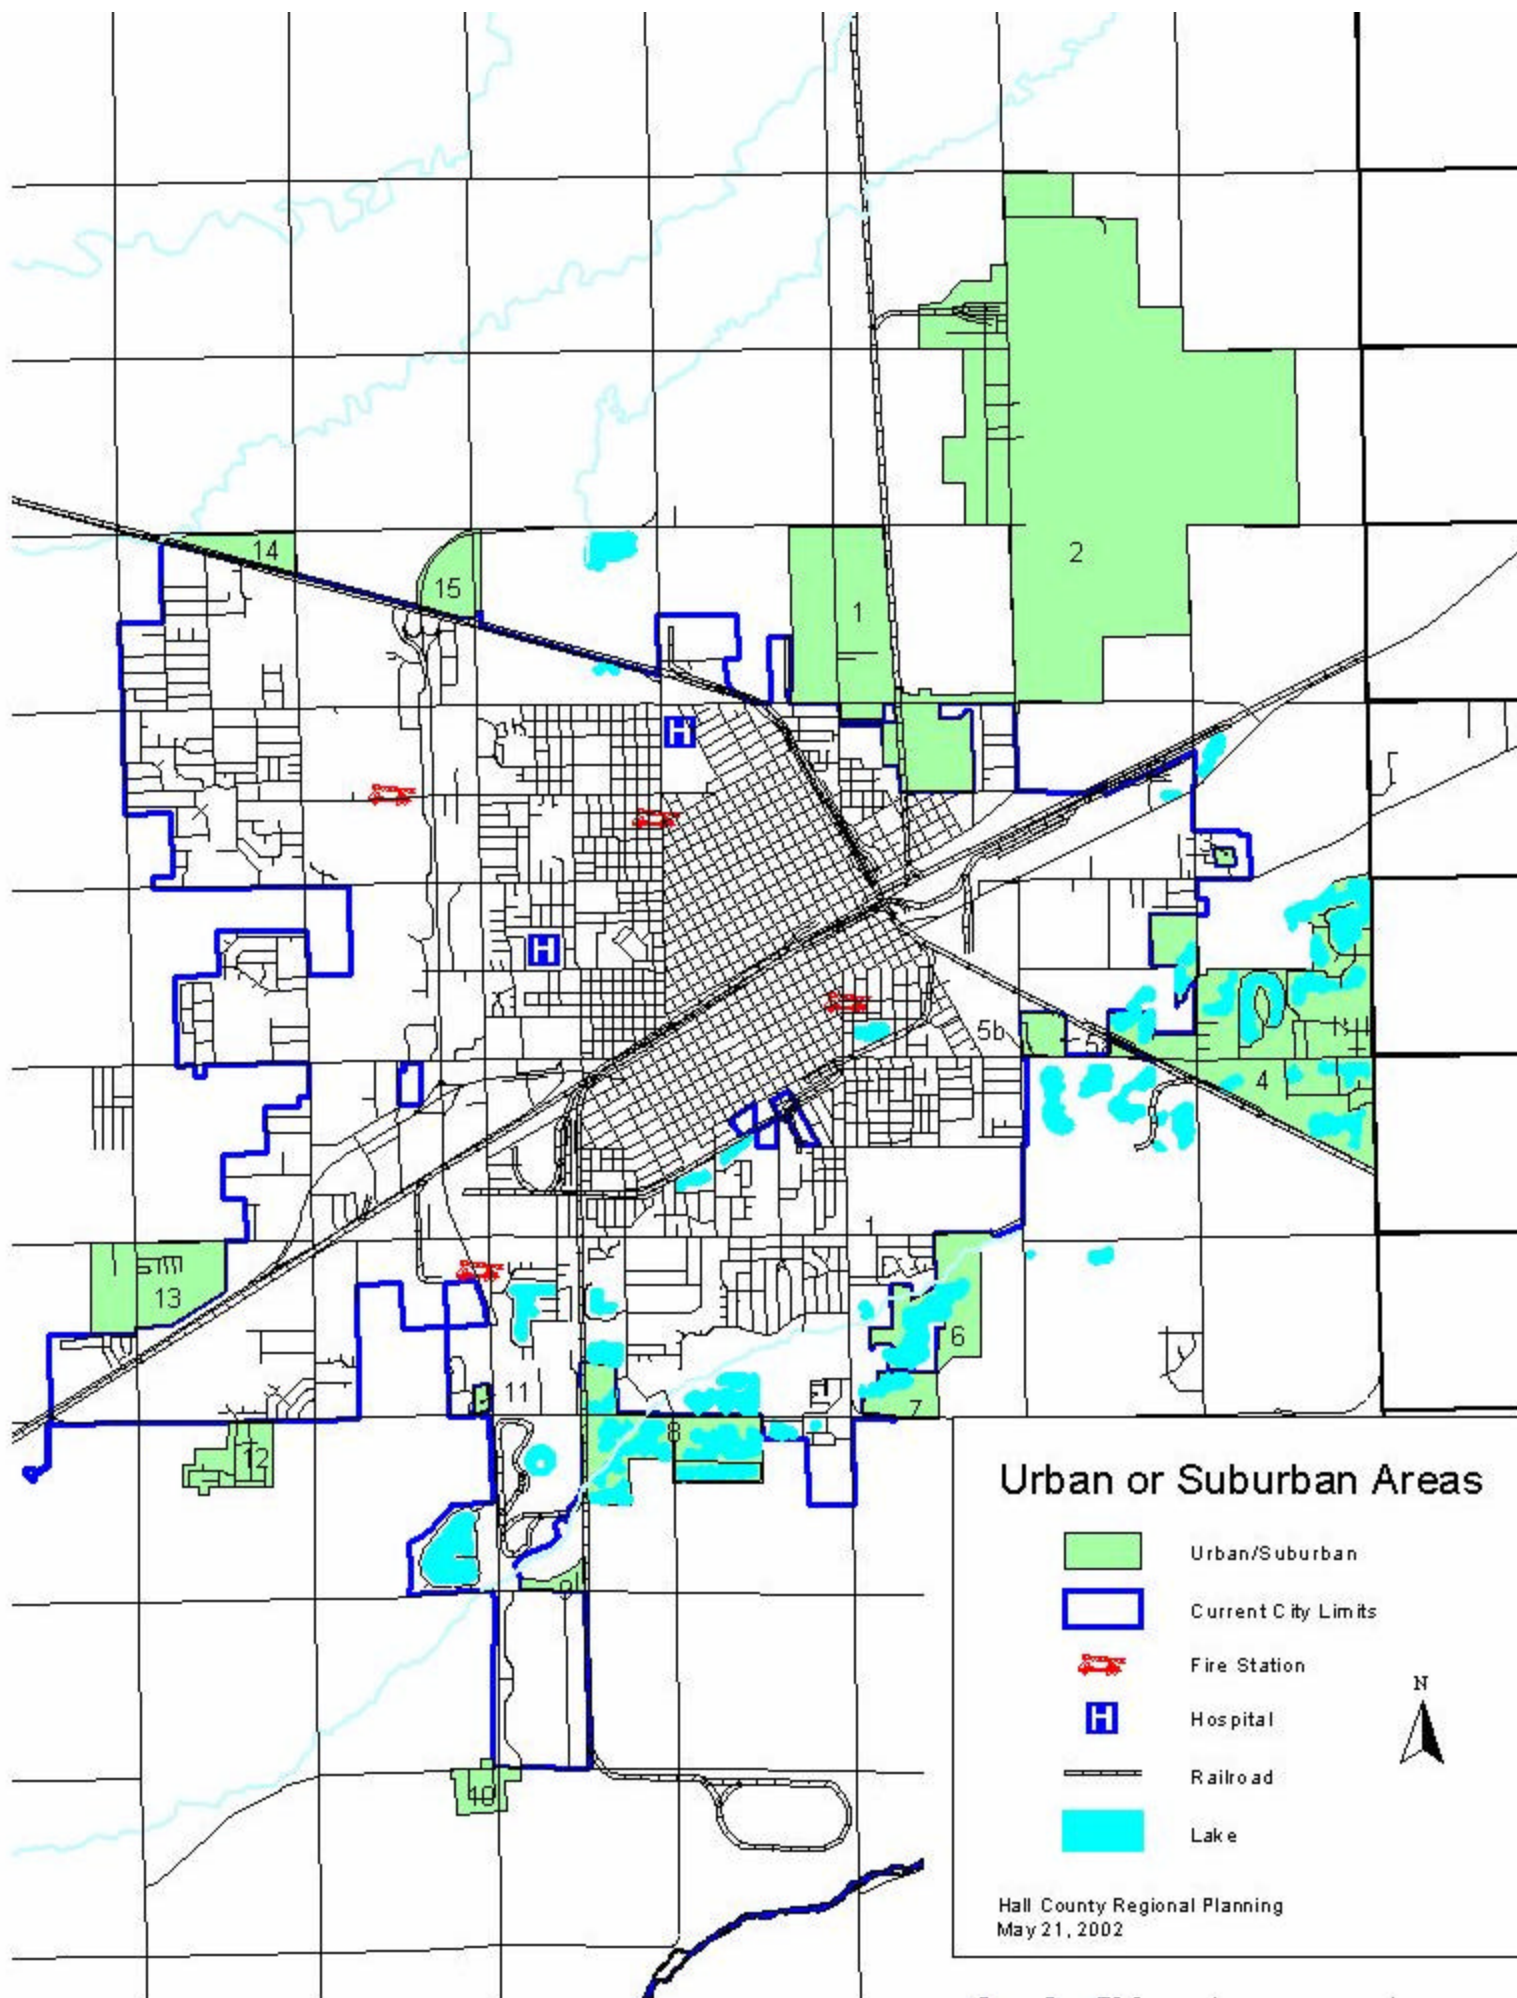 14
15
2
1
H
H
5b
4
13
6
11
7
8
12
9
10
Urban or Suburban Areas
Urban/Suburban
Current City Limits
Fire Station
H
Hospital
N
Railroad
Lake
Hall County Regional Planning
May 21, 2002